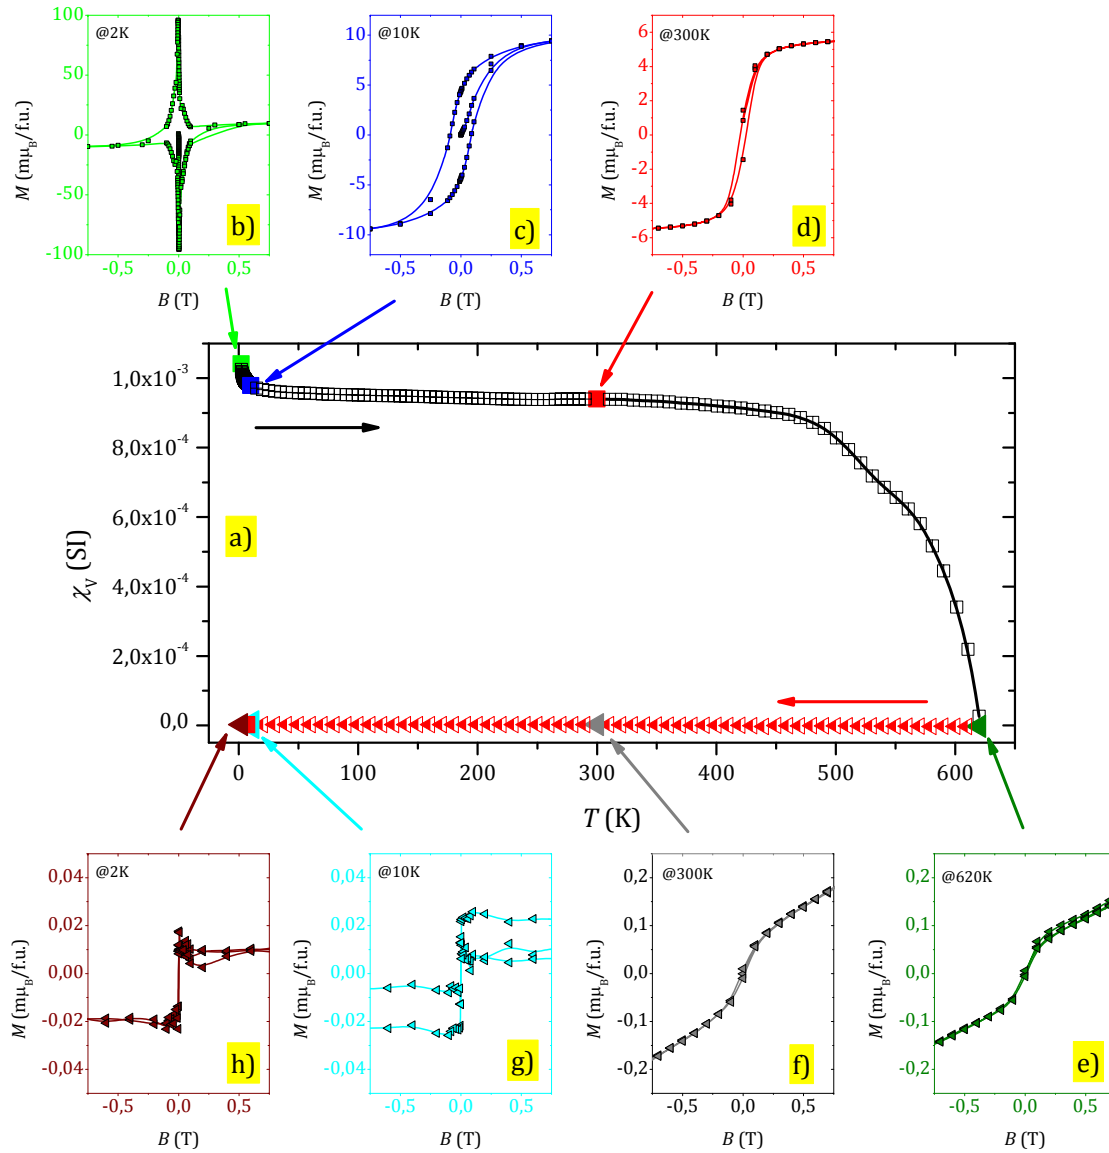 @2K
100
50
0
-50
-100
M (mμB/f.u.)
b)
-0,5 0,0 0,5
B (T)
@10K
10
5
0
-5
-10
M (mμB/f.u.)
c)
-0,5 0,0 0,5
B (T)
@300K
6
4
2
0
-2
-4
-6
M (mμB/f.u.)
d)
-0,5 0,0 0,5
B (T)
1,0x10⁻³
8,0x10⁻⁴
6,0x10⁻⁴
4,0x10⁻⁴
2,0x10⁻⁴
0,0
χV (SI)
a)
0 100 200 300 400 500 600
T (K)
@2K
0,04
0,02
0,00
-0,02
-0,04
M (mμB/f.u.)
h)
-0,5 0,0 0,5
B (T)
@10K
0,04
0,02
0,00
-0,02
-0,04
M (mμB/f.u.)
g)
-0,5 0,0 0,5
B (T)
@300K
0,2
0,1
0,0
-0,1
-0,2
M (mμB/f.u.)
f)
-0,5 0,0 0,5
B (T)
@620K
0,2
0,1
0,0
-0,1
-0,2
M (mμB/f.u.)
e)
-0,5 0,0 0,5
B (T)